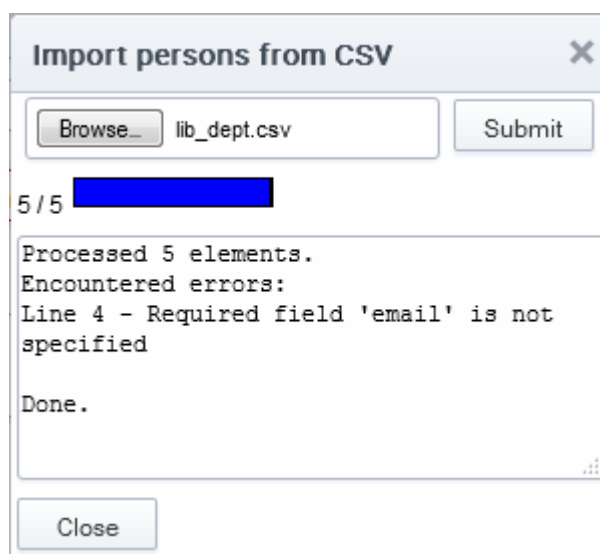 Import persons from CSV
Browse... lib_dept.csv Submit
5 / 5
Processed 5 elements.
Encountered errors:
Line 4 - Required field 'email' is not
specified
Done.
Close